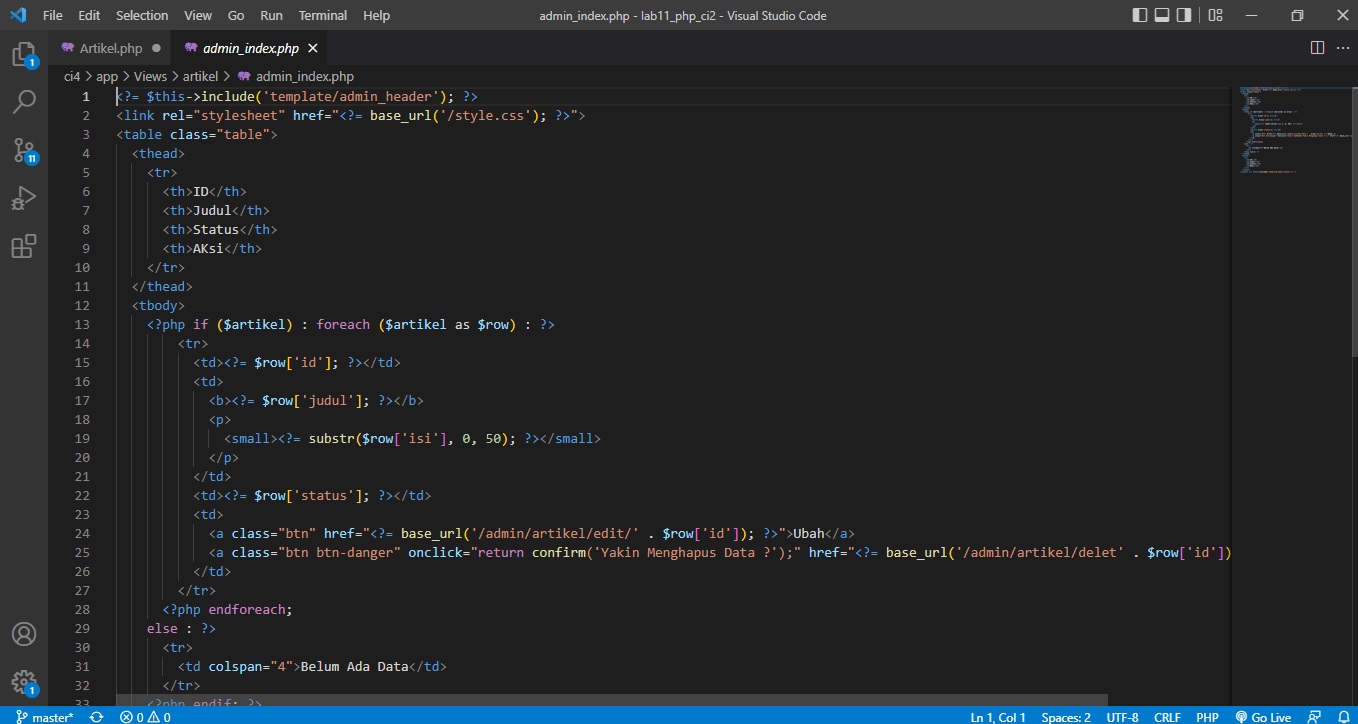 File Edit Selection View Go Run Terminal Help admin_index.php - lab11_php_ci2 - Visual Studio Code
Artikel.php admin_index.php
ci4 > app > Views > artikel > admin_index.php
1 <?= $this->include('template/admin_header'); ?>
2 <link rel="stylesheet" href="<?= base_url('/style.css'); ?>">
3 <table class="table">
4 <thead>
5 <tr>
6 <th>ID</th>
7 <th>Judul</th>
8 <th>Status</th>
9 <th>AKsi</th>
10 </tr>
11 </thead>
12 <tbody>
13 <?php if ($artikel) : foreach ($artikel as $row) : ?>
14 <tr>
15 <td><?= $row['id']; ?></td>
16 <td>
17 <b><?= $row['judul']; ?></b>
18 <p>
19 <small><?= substr($row['isi'], 0, 50); ?></small>
20 </p>
21 </td>
22 <td><?= $row['status']; ?></td>
23 <td>
24 <a class="btn" href="<?= base_url('/admin/artikel/edit/' . $row['id']); ?>">Ubah</a>
25 <a class="btn btn-danger" onclick="return confirm('Yakin Menghapus Data ?');" href="<?= base_url('/admin/artikel/delet' . $row['id'])
26 </td>
27 </tr>
28 <?php endforeach;
29 else : ?>
30 <tr>
31 <td colspan="4">Belum Ada Data</td>
32 </tr>
33 <?php endif; ?>
1
11
1
master* 0 0 Ln 1, Col 1 Spaces: 2 UTF-8 CRLF PHP Go Live